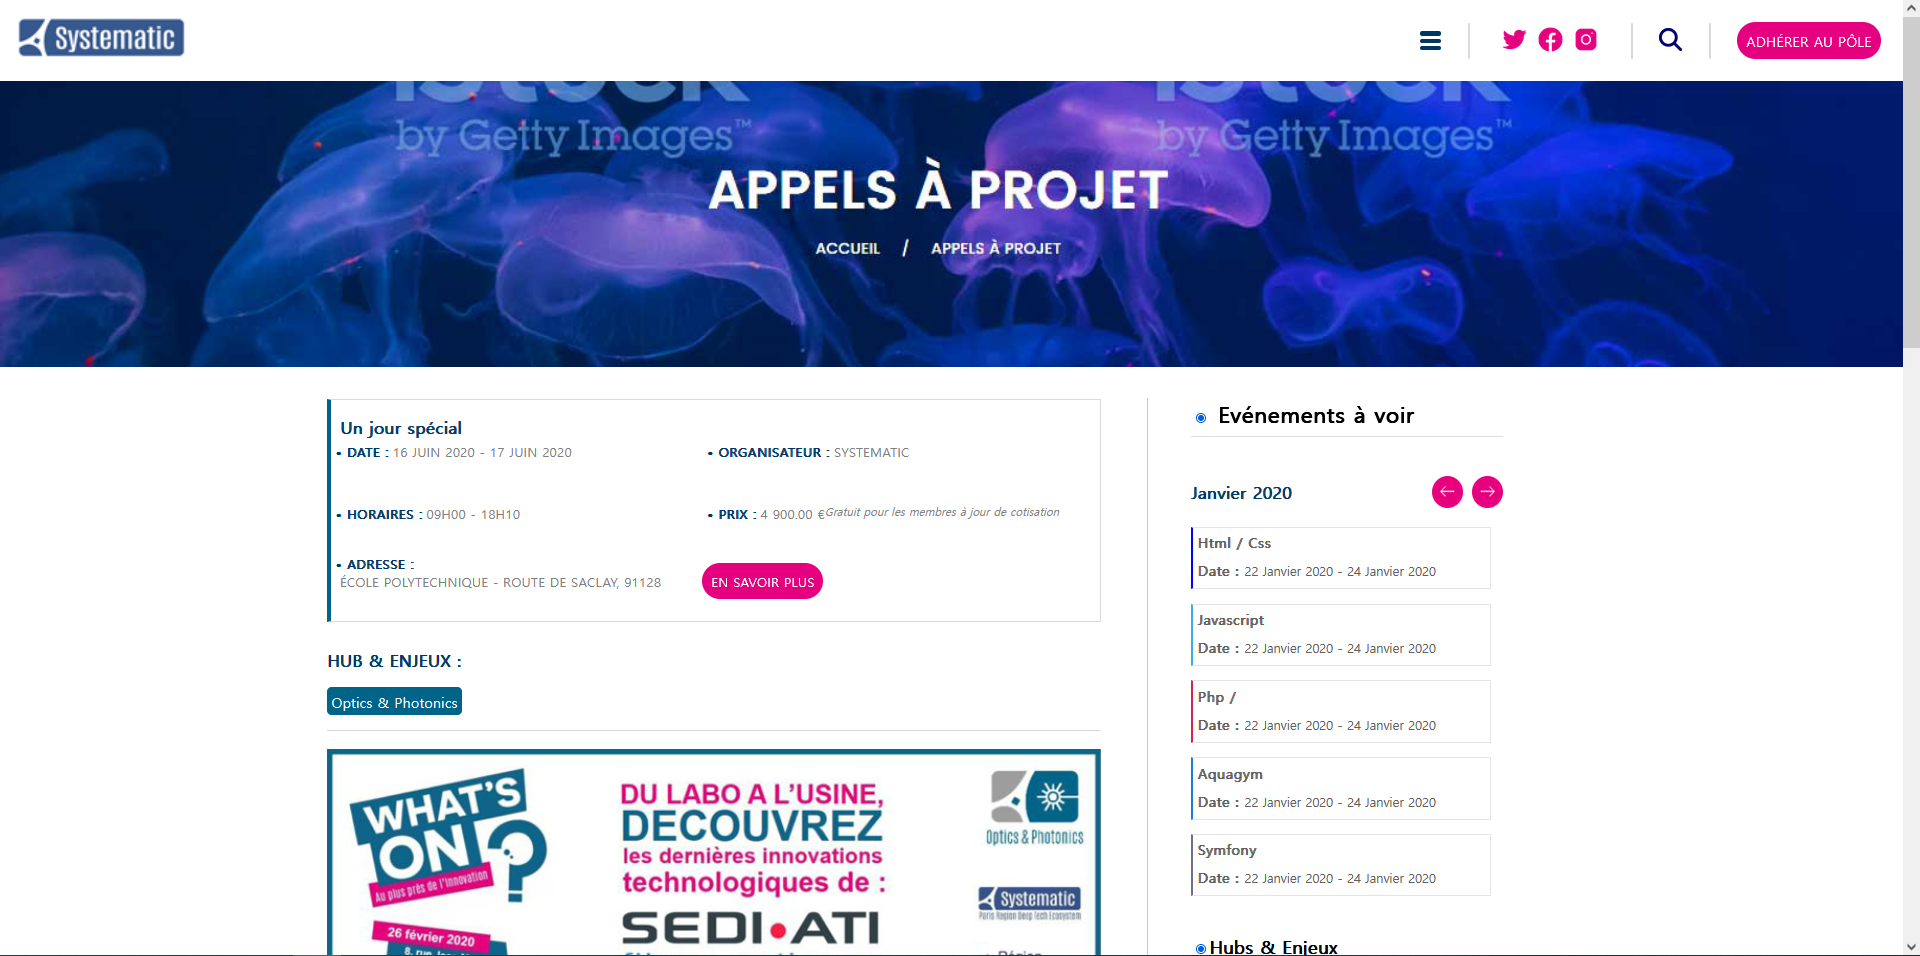 Systematic
ADHÉRER AU PÔLE
iStock iStock
by Getty Images™ by Getty Images™
APPELS À PROJET
ACCUEIL / APPELS À PROJET
Un jour spécial
• DATE : 16 JUIN 2020 - 17 JUIN 2020
• ORGANISATEUR : SYSTEMATIC
• HORAIRES : 09H00 - 18H10
• PRIX : 4 900.00 €Gratuit pour les membres à jour de cotisation
• ADRESSE :
ÉCOLE POLYTECHNIQUE - ROUTE DE SACLAY, 91128
EN SAVOIR PLUS
HUB & ENJEUX :
Optics & Photonics
WHAT'S
ON ?
Au plus près de l'Innovation
26 février 2020
DU LABO A L'USINE,
DECOUVREZ
les dernières innovations
technologiques de :
SEDI•ATI
Optics & Photonics
Systematic
Paris Region Deep Tech Ecosystem
Evénements à voir
Janvier 2020
Html / Css
Date : 22 Janvier 2020 - 24 Janvier 2020
Javascript
Date : 22 Janvier 2020 - 24 Janvier 2020
Php /
Date : 22 Janvier 2020 - 24 Janvier 2020
Aquagym
Date : 22 Janvier 2020 - 24 Janvier 2020
Symfony
Date : 22 Janvier 2020 - 24 Janvier 2020
Hubs & Enjeux